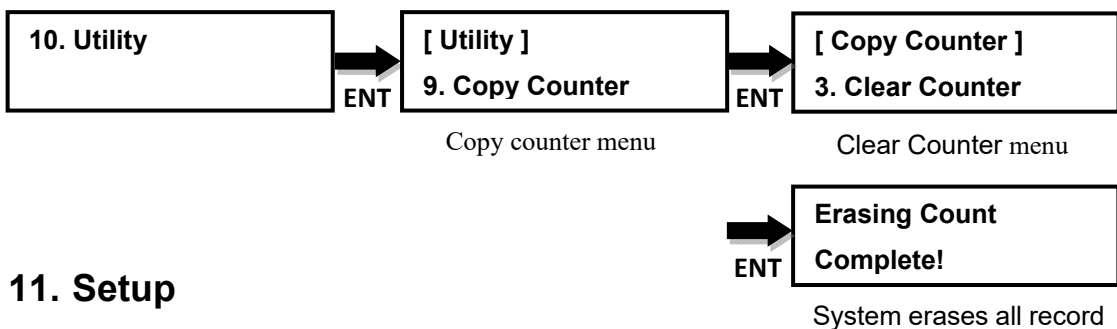 10. Utility
ENT
[ Utility ]
9. Copy Counter
ENT
[ Copy Counter ]
3. Clear Counter
Copy counter menu
Clear Counter menu
ENT
Erasing Count
Complete!
11. Setup
System erases all record